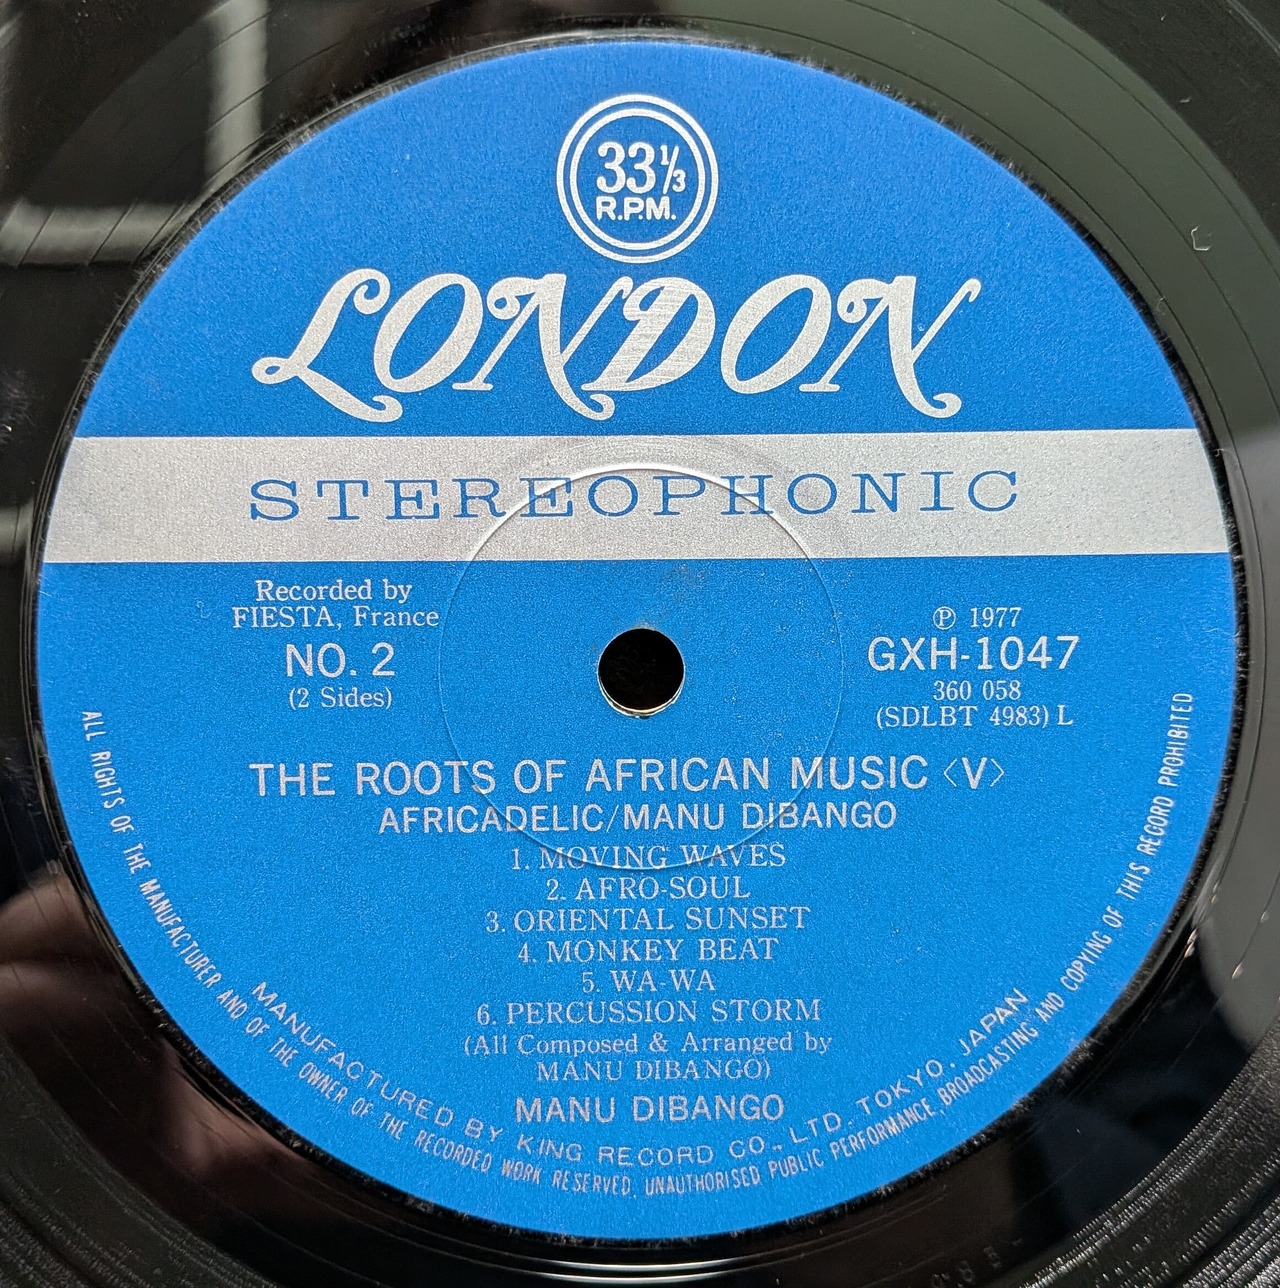 33 1/3
R.P.M.
LONDON
STEREOPHONIC
Recorded by
FIESTA, France
NO. 2
(2 Sides)
℗ 1977
GXH-1047
360 058
(SDLBT 4983) L
THE ROOTS OF AFRICAN MUSIC <V>
AFRICADELIC/MANU DIBANGO
1. MOVING WAVES
2. AFRO-SOUL
3. ORIENTAL SUNSET
4. MONKEY BEAT
5. WA-WA
6. PERCUSSION STORM
(All Composed & Arranged by
MANU DIBANGO)
MANU DIBANGO
MANUFACTURED BY KING RECORD CO., LTD. TOKYO, JAPAN
ALL RIGHTS OF THE MANUFACTURER AND OF THE OWNER OF THE RECORDED WORK RESERVED. UNAUTHORISED PUBLIC PERFORMANCE, BROADCASTING AND COPYING OF THIS RECORD PROHIBITED